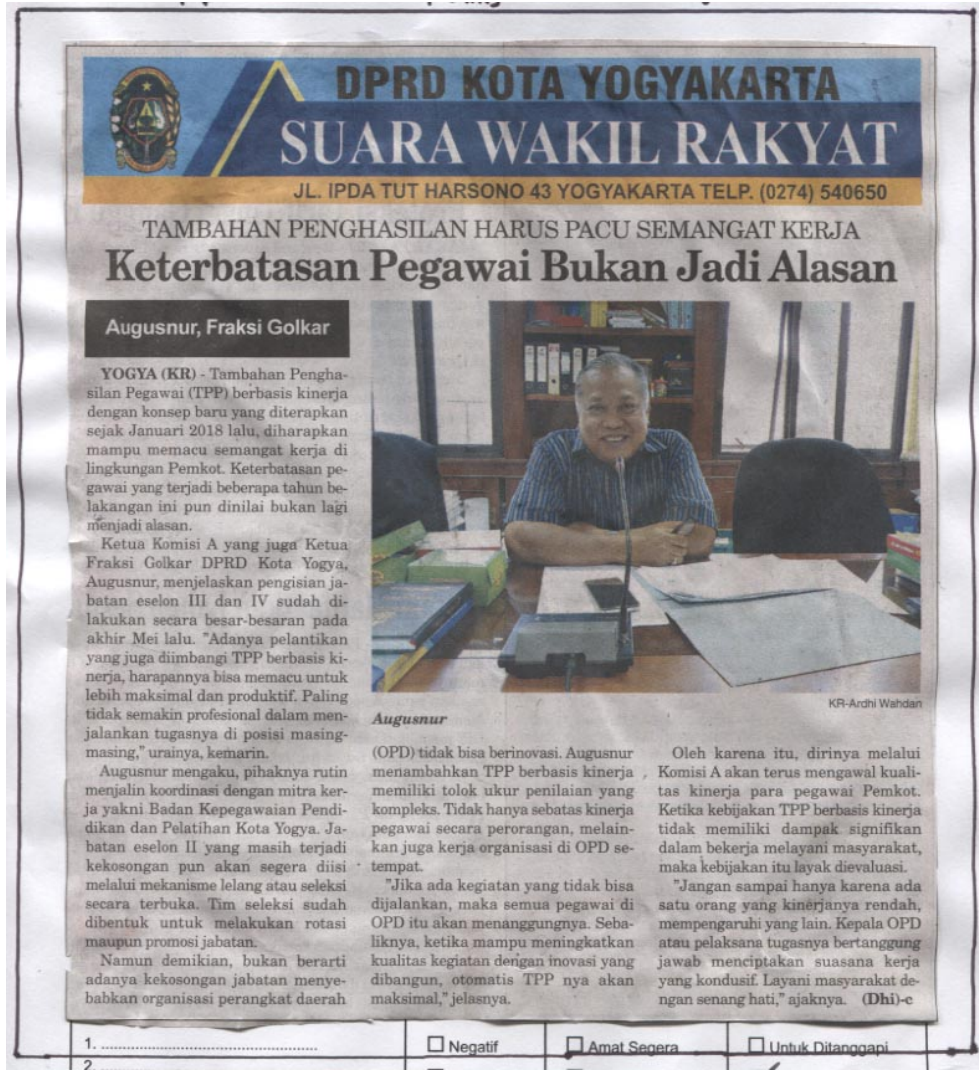 DPRD KOTA YOGYAKARTA
SUARA WAKIL RAKYAT
JL. IPDA TUT HARSONO 43 YOGYAKARTA TELP. (0274) 540650
TAMBAHAN PENGHASILAN HARUS PACU SEMANGAT KERJA
Keterbatasan Pegawai Bukan Jadi Alasan
Augusnur, Fraksi Golkar
YOGYA (KR) - Tambahan Pengha-
silan Pegawai (TPP) berbasis kinerja
dengan konsep baru yang diterapkan
sejak Januari 2018 lalu, diharapkan
mampu memacu semangat kerja di
lingkungan Pemkot. Keterbatasan pe-
gawai yang terjadi beberapa tahun be-
lakangan ini pun dinilai bukan lagi
menjadi alasan.
Ketua Komisi A yang juga Ketua
Fraksi Golkar DPRD Kota Yogya,
Augusnur, menjelaskan pengisian ja-
batan eselon III dan IV sudah di-
lakukan secara besar-besaran pada
akhir Mei lalu. "Adanya pelantikan
yang juga diimbangi TPP berbasis ki-
nerja, harapannya bisa memacu untuk
lebih maksimal dan produktif. Paling
tidak semakin profesional dalam men-
jalankan tugasnya di posisi masing-
masing," urainya, kemarin.
Augusnur mengaku, pihaknya rutin
menjalin koordinasi dengan mitra ker-
ja yakni Badan Kepegawaian Pendi-
dikan dan Pelatihan Kota Yogya. Ja-
batan eselon II yang masih terjadi
kekosongan pun akan segera diisi
melalui mekanisme lelang atau seleksi
secara terbuka. Tim seleksi sudah
dibentuk untuk melakukan rotasi
maupun promosi jabatan.
Namun demikian, bukan berarti
adanya kekosongan jabatan menye-
babkan organisasi perangkat daerah
KR-Ardhi Wahdan
Augusnur
(OPD) tidak bisa berinovasi. Augusnur
menambahkan TPP berbasis kinerja
memiliki tolok ukur penilaian yang
kompleks. Tidak hanya sebatas kinerja
pegawai secara perorangan, melain-
kan juga kerja organisasi di OPD se-
tempat.
"Jika ada kegiatan yang tidak bisa
dijalankan, maka semua pegawai di
OPD itu akan menanggungnya. Seba-
liknya, ketika mampu meningkatkan
kualitas kegiatan dengan inovasi yang
dibangun, otomatis TPP nya akan
maksimal," jelasnya.
Oleh karena itu, dirinya melalui
Komisi A akan terus mengawal kuali-
tas kinerja para pegawai Pemkot.
Ketika kebijakan TPP berbasis kinerja
tidak memiliki dampak signifikan
dalam bekerja melayani masyarakat,
maka kebijakan itu layak dievaluasi.
"Jangan sampai hanya karena ada
satu orang yang kinerjanya rendah,
mempengaruhi yang lain. Kepala OPD
atau pelaksana tugasnya bertanggung
jawab menciptakan suasana kerja
yang kondusif. Layani masyarakat de-
ngan senang hati," ajaknya. (Dhi)-c
1. ........................................ Negatif Amat Segera Untuk Ditanggapi
2.